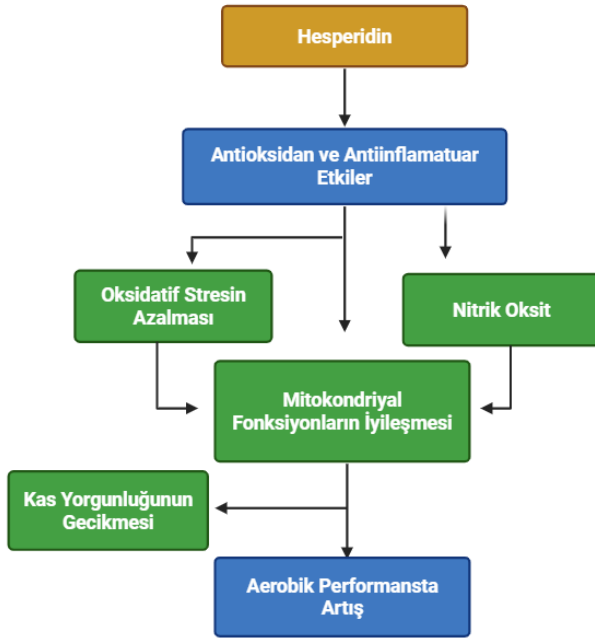 Hesperidin
Antioksidan ve Antiinflamatuar
Etkiler
Oksidatif Stresin
Azalması
Nitrik Oksit
Mitokondriyal
Fonksiyonların İyileşmesi
Kas Yorgunluğunun
Gecikmesi
Aerobik Performansta
Artış